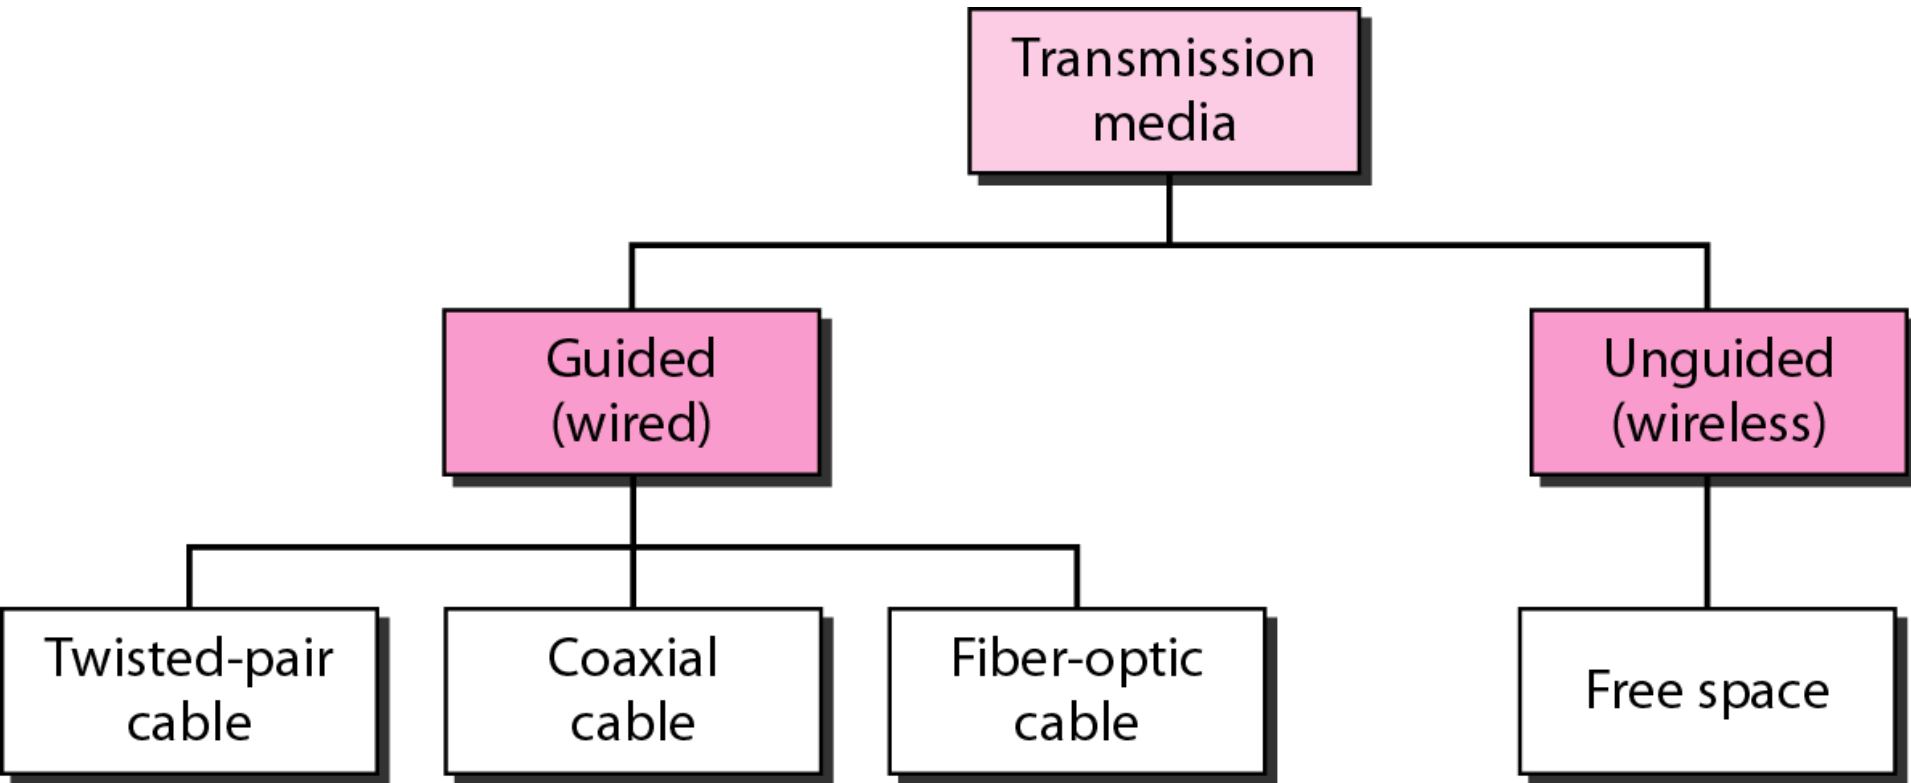 Transmission
media
Guided
(wired)
Unguided
(wireless)
Twisted-pair
cable
Coaxial
cable
Fiber-optic
cable
Free space